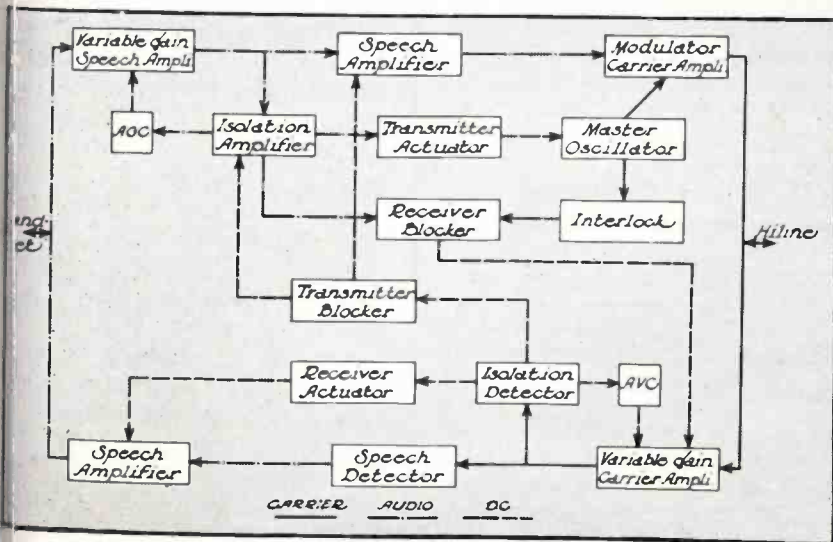 Variable gain
Speech Ampli.
Speech
Amplifier
Modulator
Carrier Ampli
AGC
Isolation
Amplifier
Transmitter
Actuator
Master
Oscillator
Receiver
Blocker
Interlock
Hiline
Transmitter
Blocker
Receiver
Actuator
Isolation
Detector
AVC
Speech
Amplifier
Speech
Detector
Variable gain
Carrier Ampli
CARRIER AUDIO DC